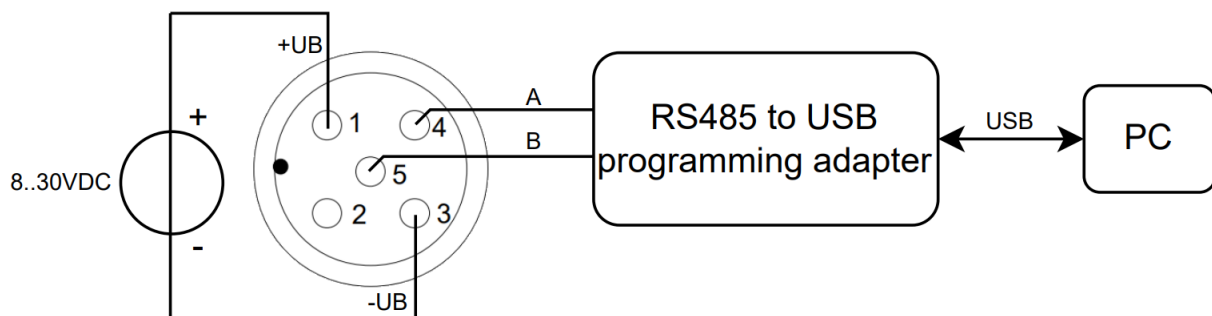 +UB
+
8..30VDC
-
1
4
5
2
3
-UB
A
B
RS485 to USB
programming adapter
USB
PC